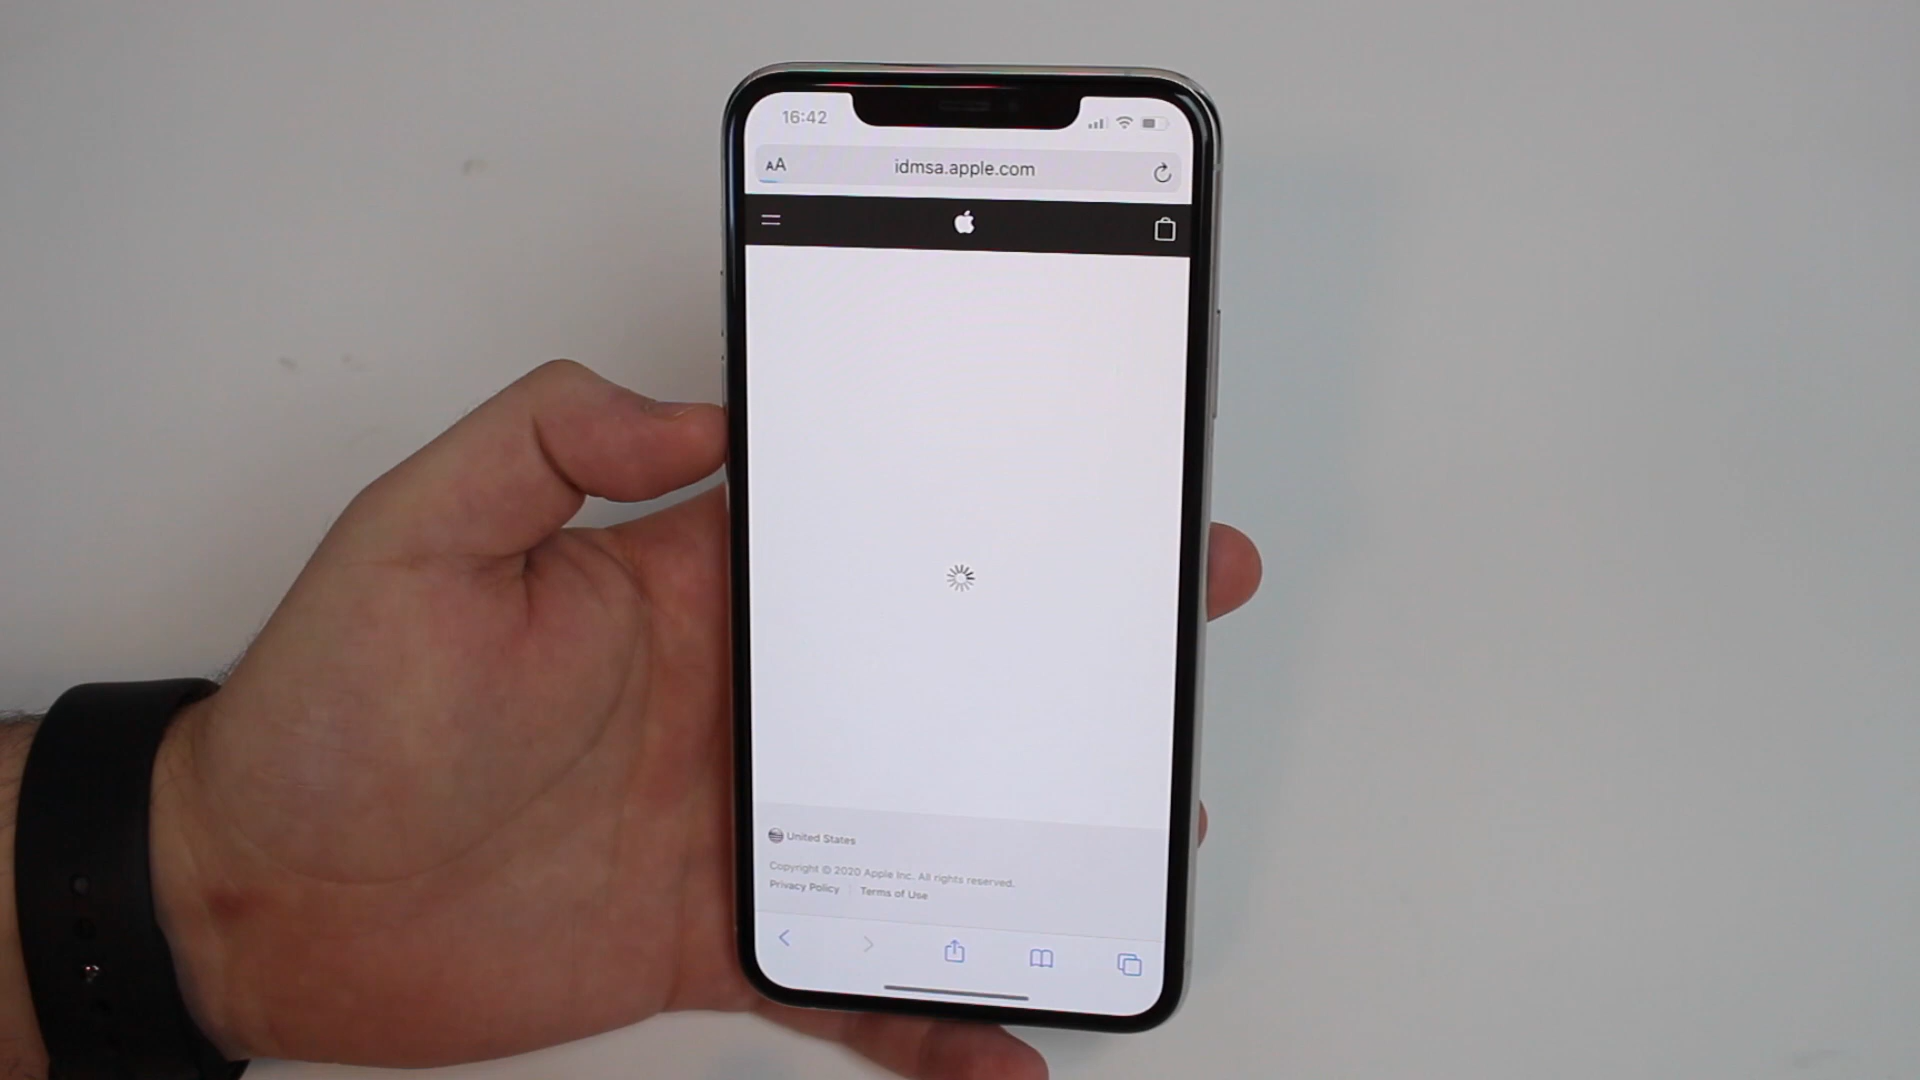 16:42
AA idmsa.apple.com
United States
Copyright © 2020 Apple Inc. All rights reserved.
Privacy Policy | Terms of Use